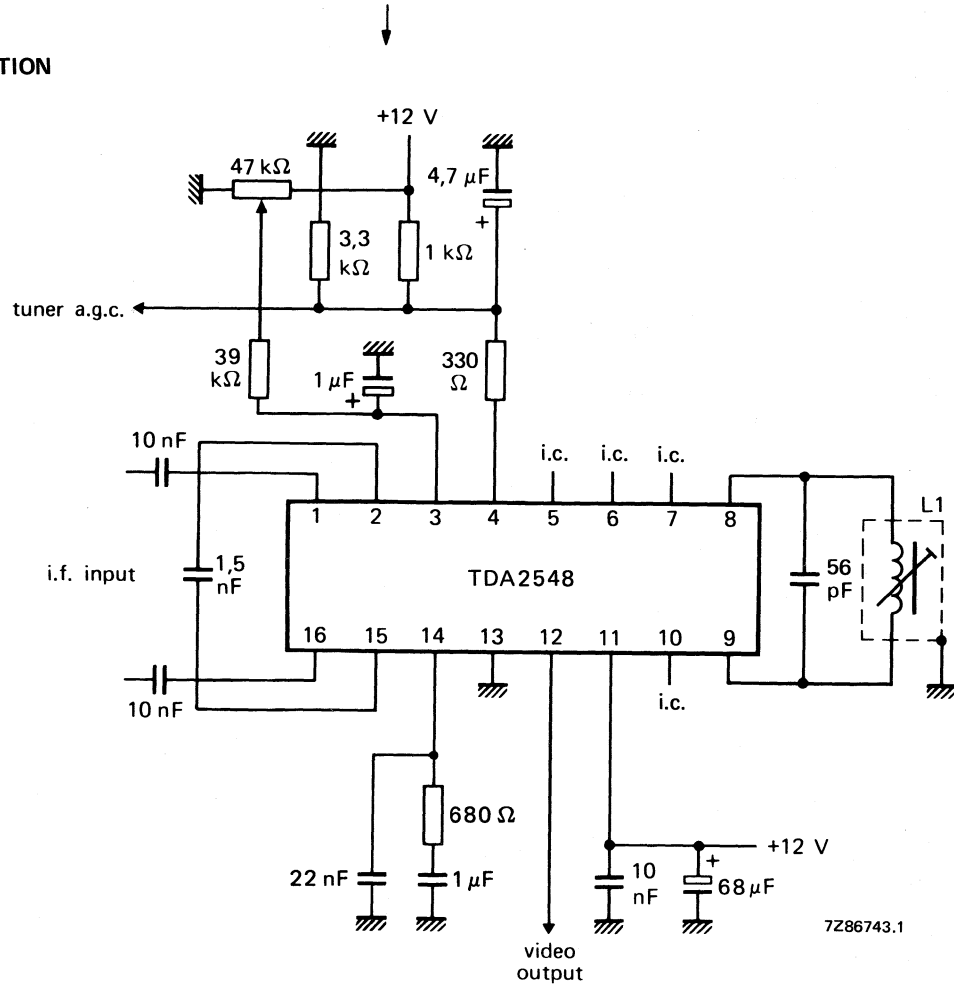 TION
+12 V
47 kΩ
4,7 µF
+
3,3
kΩ
1 kΩ
tuner a.g.c.
39
kΩ
1 µF
+
330
Ω
10 nF
i.c.
i.c.
i.c.
1 2 3 4 5 6 7 8
L1
i.f. input
1,5
nF
TDA2548
56
pF
16 15 14 13 12 11 10 9
10 nF
i.c.
680 Ω
22 nF
1 µF
10
nF
+
68 µF
+12 V
video
output
7Z86743.1